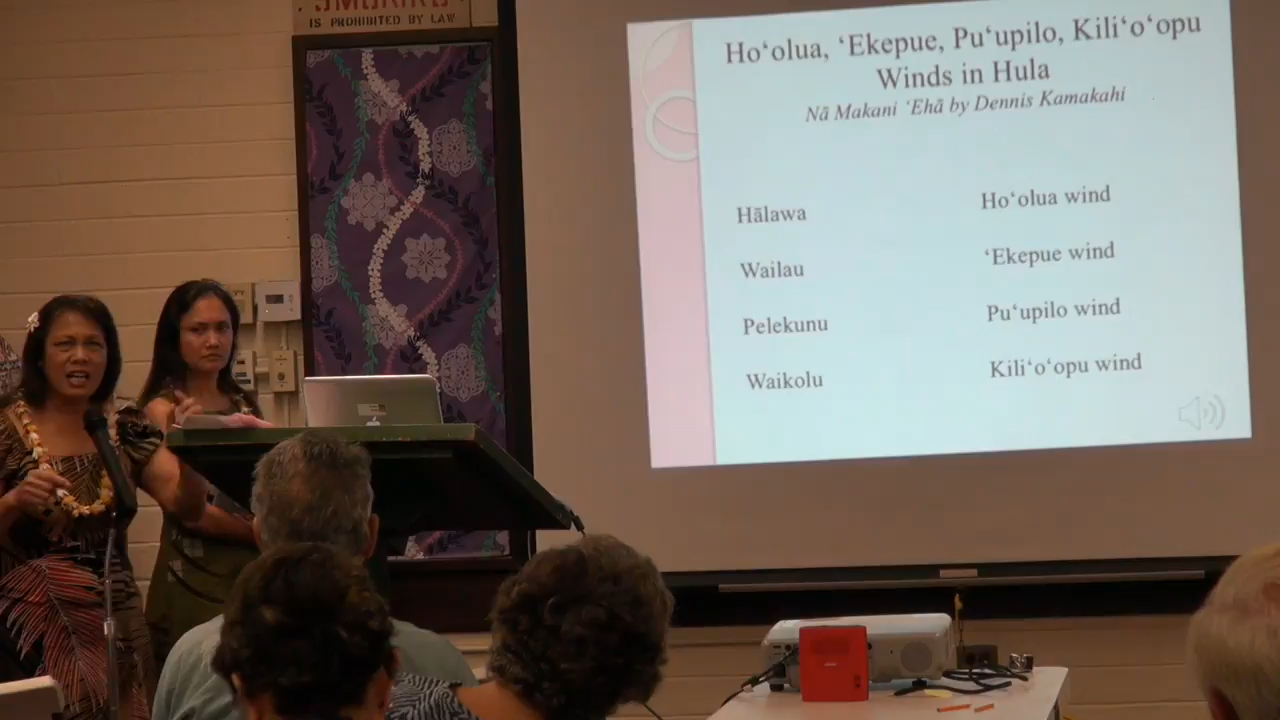 IS PROHIBITED BY LAW
Hoʻolua, ʻEkepue, Puʻupilo, Kiliʻoʻopu
Winds in Hula
Nā Makani ʻEhā by Dennis Kamakahi
Hālawa Hoʻolua wind
Wailau ʻEkepue wind
Pelekunu Puʻupilo wind
Waikolu Kiliʻoʻopu wind